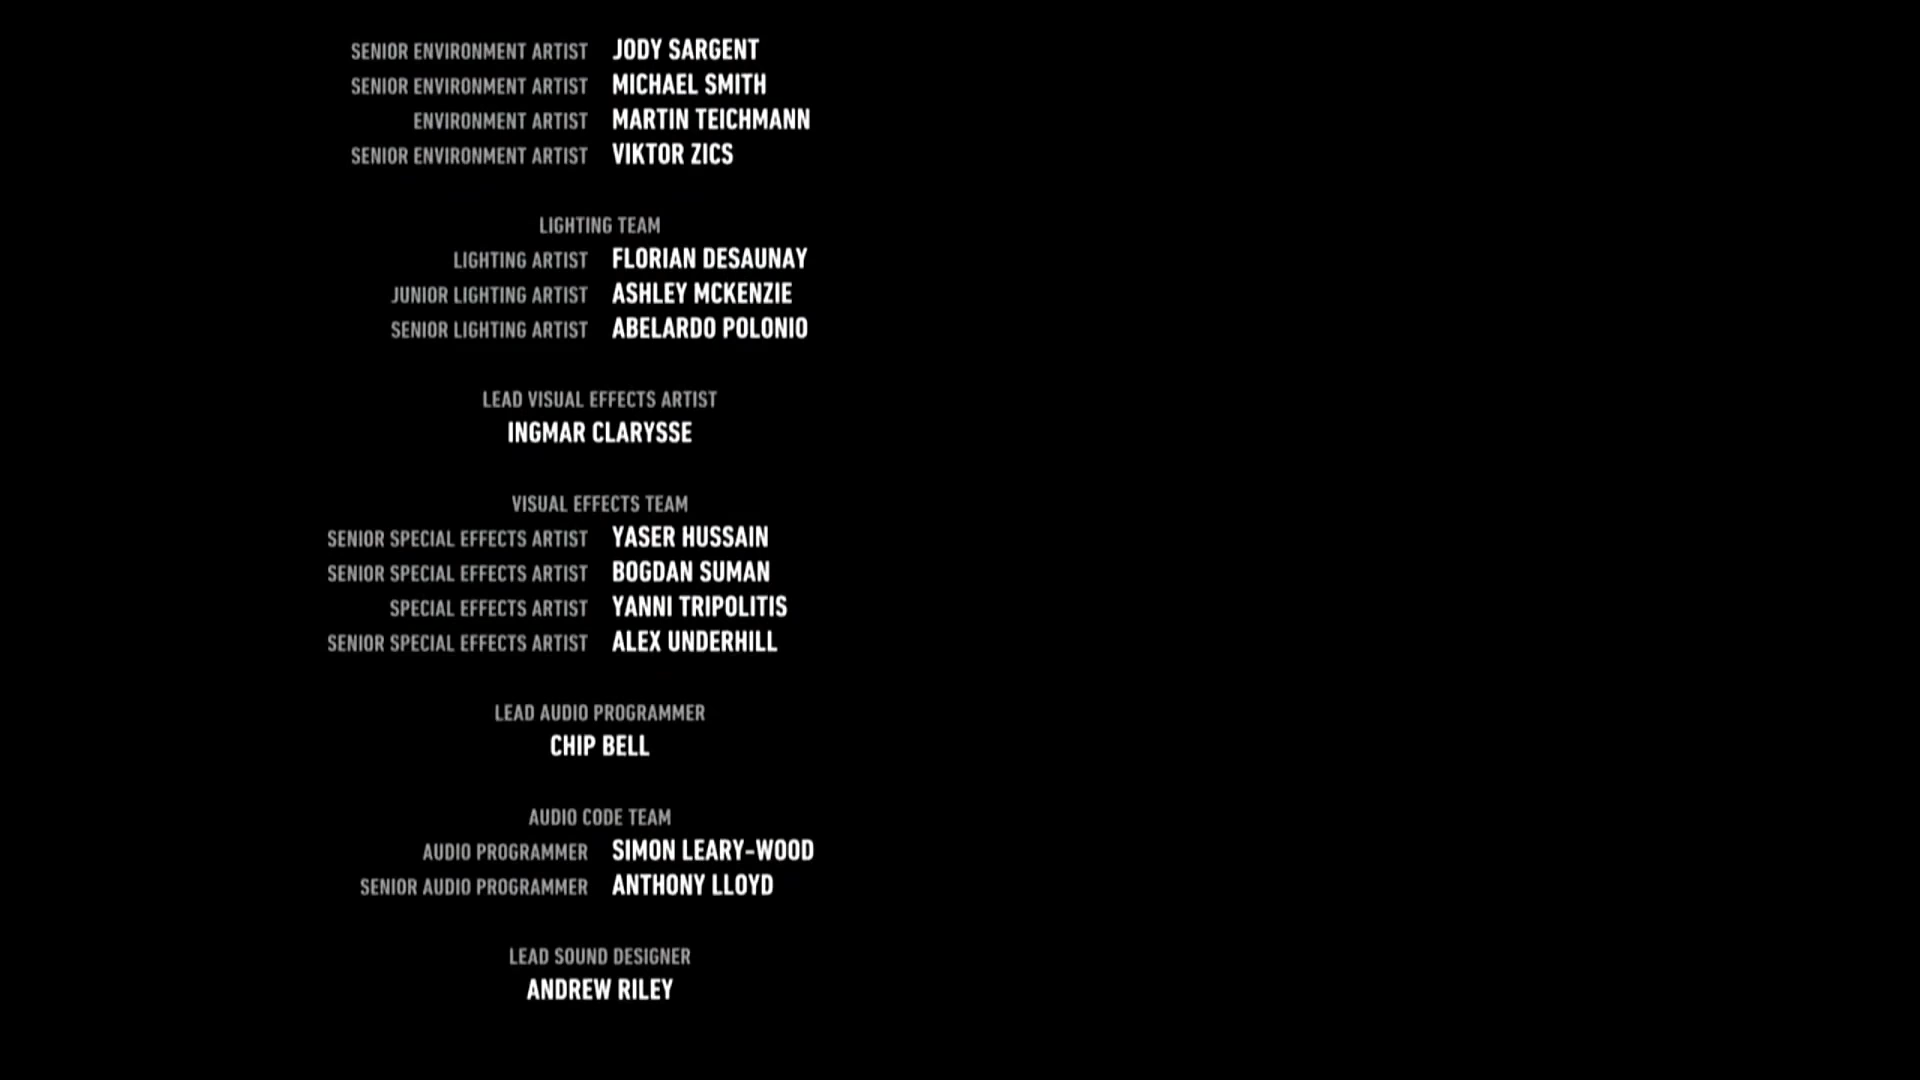 SENIOR ENVIRONMENT ARTIST JODY SARGENT
SENIOR ENVIRONMENT ARTIST MICHAEL SMITH
ENVIRONMENT ARTIST MARTIN TEICHMANN
SENIOR ENVIRONMENT ARTIST VIKTOR ZICS
LIGHTING TEAM
LIGHTING ARTIST FLORIAN DESAUNAY
JUNIOR LIGHTING ARTIST ASHLEY MCKENZIE
SENIOR LIGHTING ARTIST ABELARDO POLONIO
LEAD VISUAL EFFECTS ARTIST
INGMAR CLARYSSE
VISUAL EFFECTS TEAM
SENIOR SPECIAL EFFECTS ARTIST YASER HUSSAIN
SENIOR SPECIAL EFFECTS ARTIST BOGDAN SUMAN
SPECIAL EFFECTS ARTIST YANNI TRIPOLITIS
SENIOR SPECIAL EFFECTS ARTIST ALEX UNDERHILL
LEAD AUDIO PROGRAMMER
CHIP BELL
AUDIO CODE TEAM
AUDIO PROGRAMMER SIMON LEARY-WOOD
SENIOR AUDIO PROGRAMMER ANTHONY LLOYD
LEAD SOUND DESIGNER
ANDREW RILEY